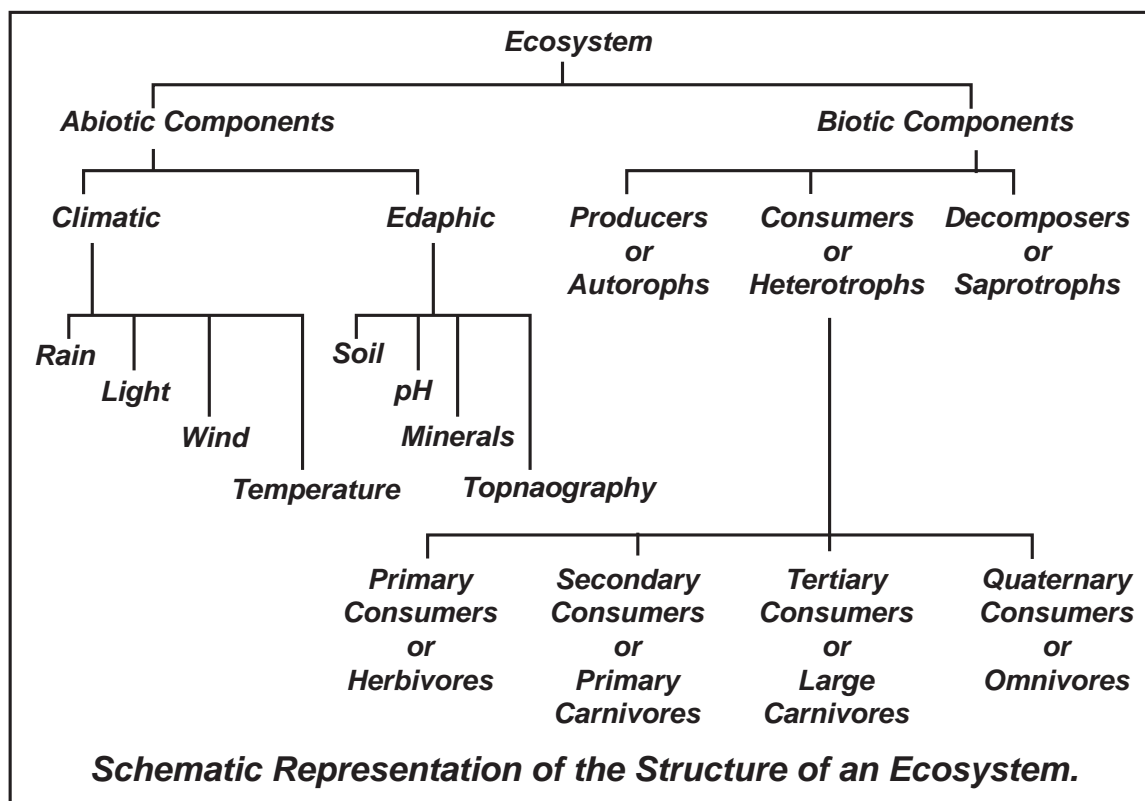 Ecosystem
Abiotic Components
Biotic Components
Climatic
Edaphic
Producers
or
Autorophs
Consumers
or
Heterotrophs
Decomposers
or
Saprotrophs
Rain
Light
Wind
Temperature
Soil
pH
Minerals
Topnaography
Primary
Consumers
or
Herbivores
Secondary
Consumers
or
Primary
Carnivores
Tertiary
Consumers
or
Large
Carnivores
Quaternary
Consumers
or
Omnivores
Schematic Representation of the Structure of an Ecosystem.